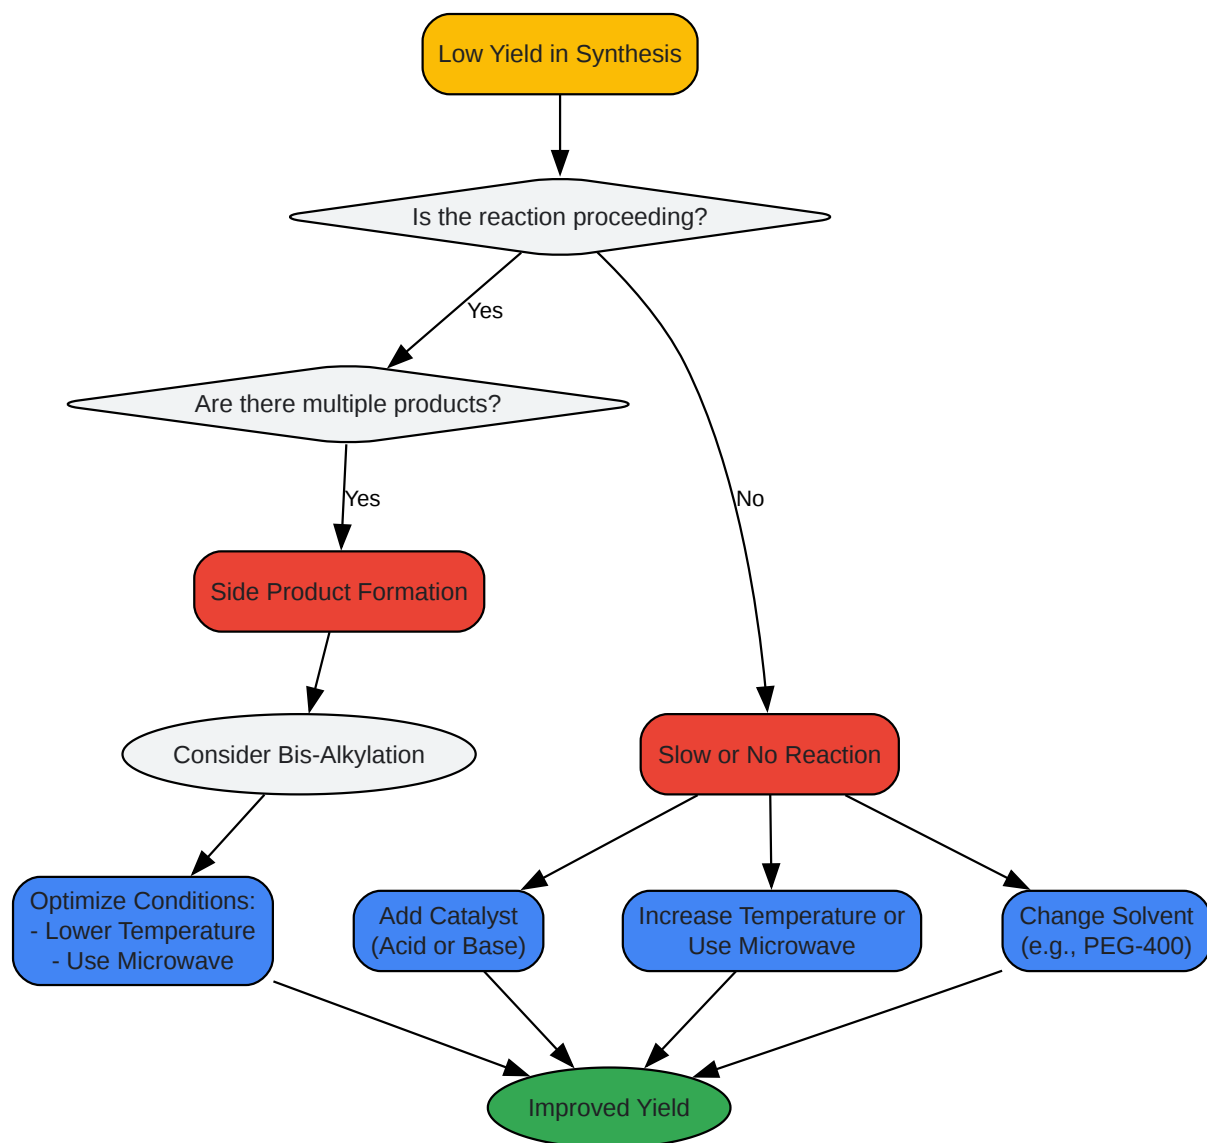 Low Yield in Synthesis
Is the reaction proceeding?
Yes
Are there multiple products?
Yes
No
Side Product Formation
Consider Bis-Alkylation
Slow or No Reaction
Optimize Conditions:
- Lower Temperature
- Use Microwave
Add Catalyst
(Acid or Base)
Increase Temperature or
Use Microwave
Change Solvent
(e.g., PEG-400)
Improved Yield